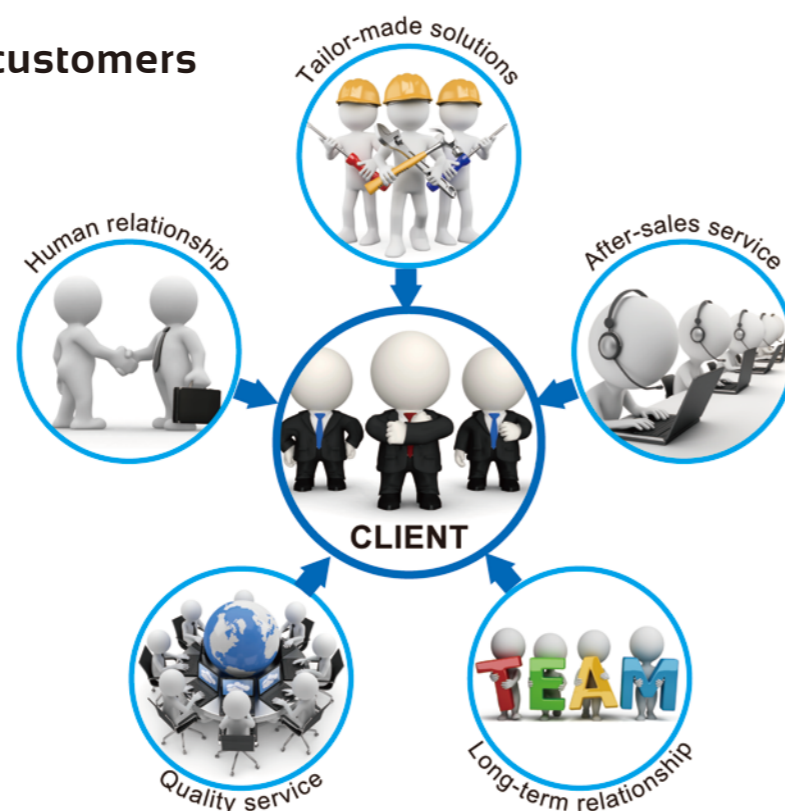 customers
Tailor-made solutions
Human relationship
After-sales service
CLIENT
TEAM
Quality service
Long-term relationship